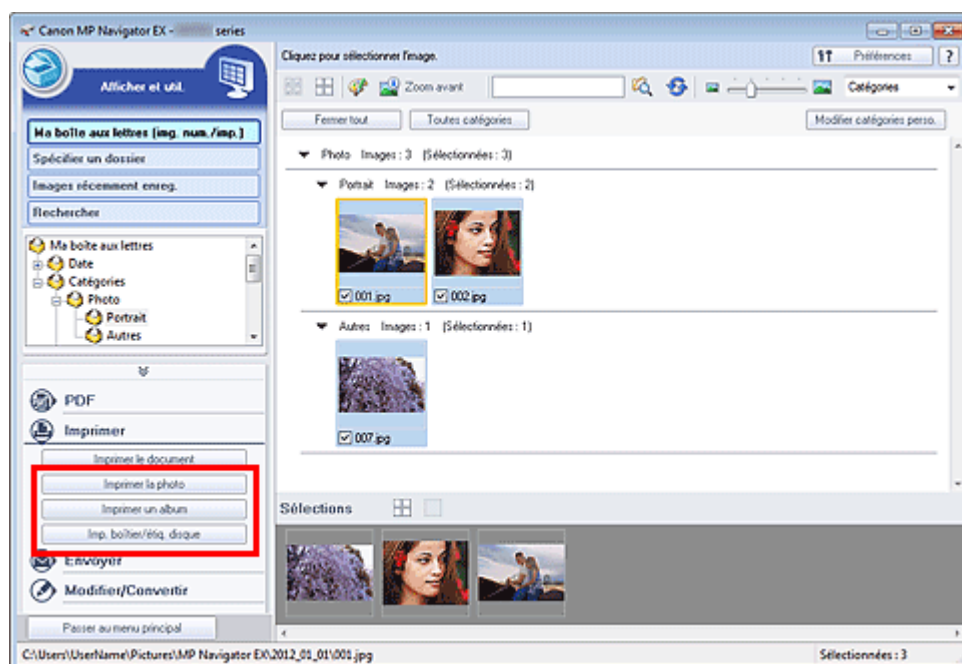 Canon MP Navigator EX - series
Afficher et util.
Cliquez pour sélectionner l'image.
Préférences
?
Zoom avant
Catégories
Ma boîte aux lettres (img. num./imp.)
Spécifier un dossier
Images récemment enreg.
Rechercher
Fermer tout
Toutes catégories
Modifier catégories perso.
Photo Images : 3 (Sélectionnées : 3)
Portrait Images : 2 (Sélectionnées : 2)
001.jpg
002.jpg
Autres Images : 1 (Sélectionnées : 1)
007.jpg
Ma boîte aux lettres
Date
Catégories
Photo
Portrait
Autres
PDF
Imprimer
Imprimer le document
Imprimer la photo
Imprimer un album
Imp. boîtier/étiq. disque
Envoyer
Modifier/Convertir
Passer au menu principal
Sélections
C:\Users\UserName\Pictures\MP Navigator EX\2012_01_01\001.jpg
Sélectionnées : 3